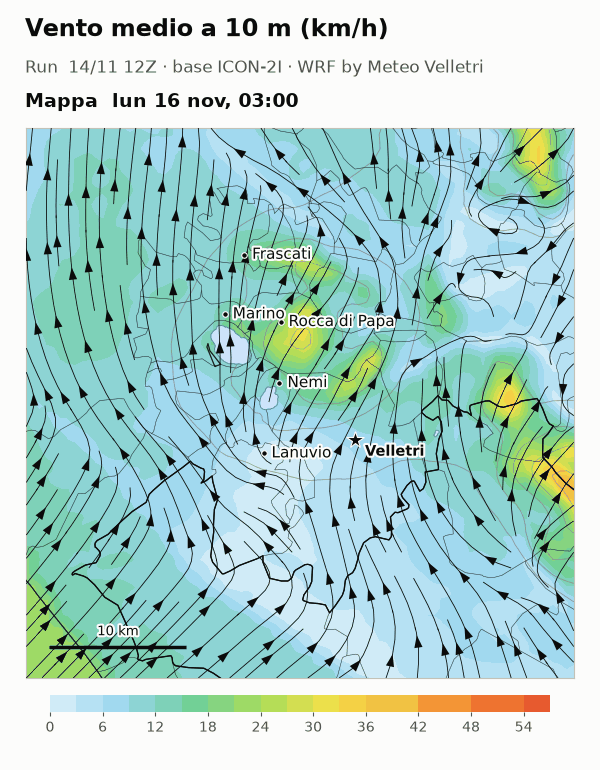 Vento medio a 10 m (km/h)
Run  14/11 12Z · base ICON-2I · WRF by Meteo Velletri
Mappa  lun 16 nov, 03:00
Frascati
Marino
Rocca di Papa
Nemi
Velletri
Lanuvio
10 km
0 6 12 18 24 30 36 42 48 54